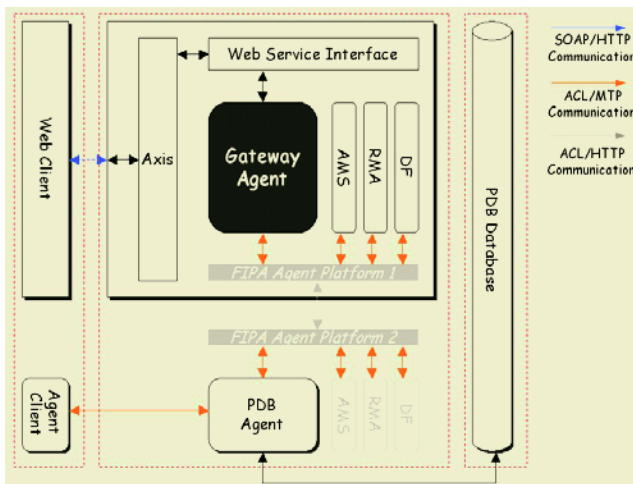 SOAP/HTTP
Communication
ACL/MTP
Communication
ACL/HTTP
Communication
Web Client
Axis
Web Service Interface
Gateway
Agent
AMS
RMA
DF
FIPA Agent Platform 1
FIPA Agent Platform 2
Agent
Client
PDB
Agent
AMS
RMA
DF
PDB Database